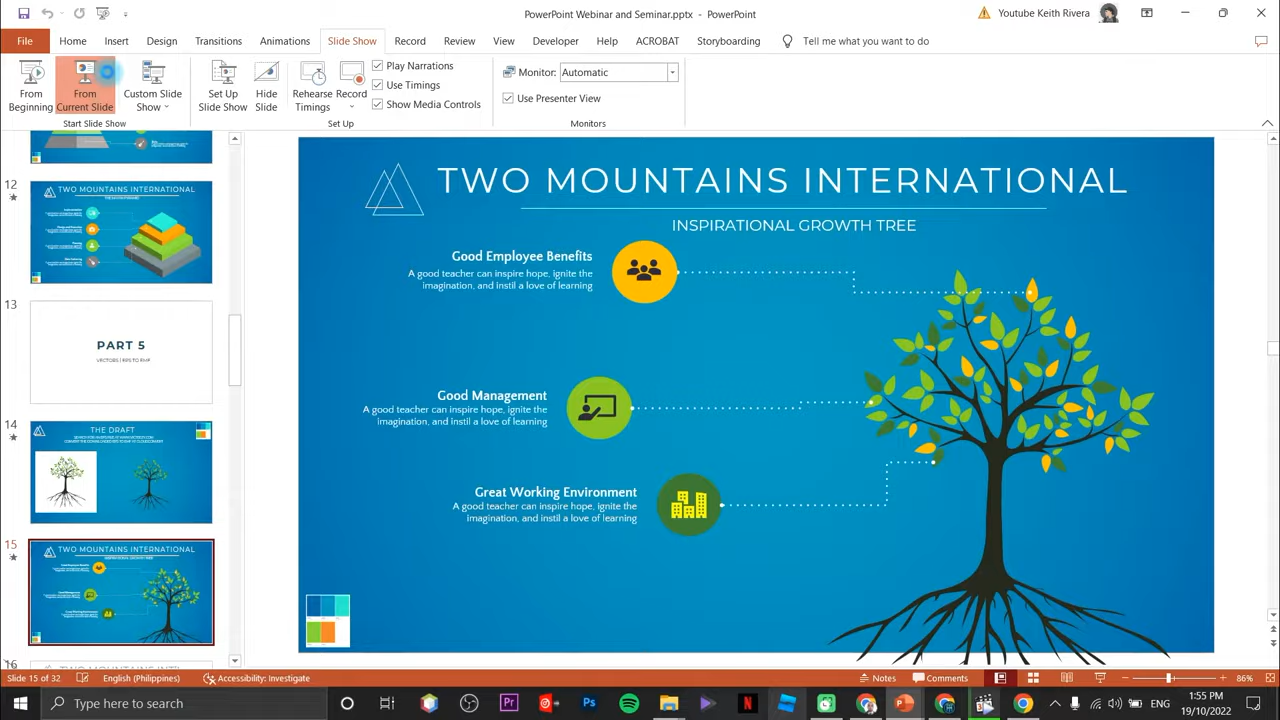 PowerPoint Webinar and Seminar.pptx - PowerPoint
Youtube Keith Rivera
File Home Insert Design Transitions Animations Slide Show Record Review View Developer Help ACROBAT Storyboarding Tell me what you want to do
From Beginning
From Current Slide
Custom Slide Show
Start Slide Show
Set Up Slide Show
Hide Slide
Rehearse Timings
Record
Play Narrations
Use Timings
Show Media Controls
Set Up
Monitor: Automatic
Use Presenter View
Monitors
12
TWO MOUNTAINS INTERNATIONAL
13
PART 5
14
THE DRAFT
15
TWO MOUNTAINS INTERNATIONAL
INSPIRATIONAL GROWTH TREE
16
TWO MOUNTAINS INTERNATIONAL
INSPIRATIONAL GROWTH TREE
Good Employee Benefits
A good teacher can inspire hope, ignite the
imagination, and instil a love of learning
Good Management
A good teacher can inspire hope, ignite the
imagination, and instil a love of learning
Great Working Environment
A good teacher can inspire hope, ignite the
imagination, and instil a love of learning
Slide 15 of 32 English (Philippines) Accessibility: Investigate Notes Comments 86%
Type here to search
ENG
1:55 PM
19/10/2022